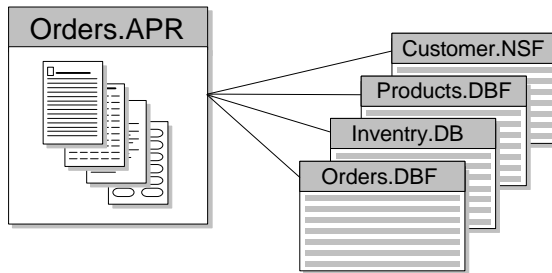 Orders.APR
Customer.NSF
Products.DBF
Inventry.DB
Orders.DBF